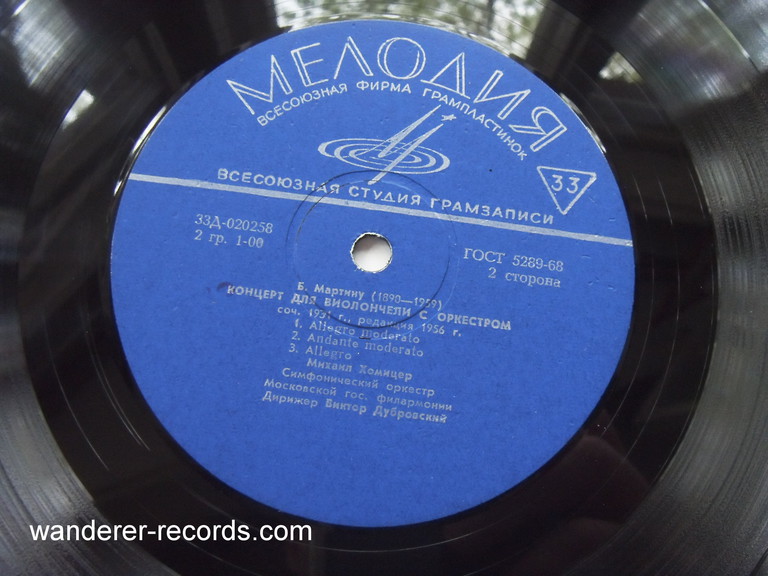 МЕЛОДИЯ
ВСЕСОЮЗНАЯ ФИРМА ГРАМПЛАСТИНОК
33
ВСЕСОЮЗНАЯ СТУДИЯ ГРАМЗАПИСИ
33Д-020258
2 гр. 1-00
ГОСТ 5289-68
2 сторона
Б. Мартину (1890—1959)
КОНЦЕРТ ДЛЯ ВИОЛОНЧЕЛИ С ОРКЕСТРОМ
соч. 1931 г., редакция 1956 г.
1. Allegro moderato
2. Andante moderato
3. Allegro
Михаил Хомицер
Симфонический оркестр
Московской гос. филармонии
Дирижер Виктор Дубровский
wanderer-records.com